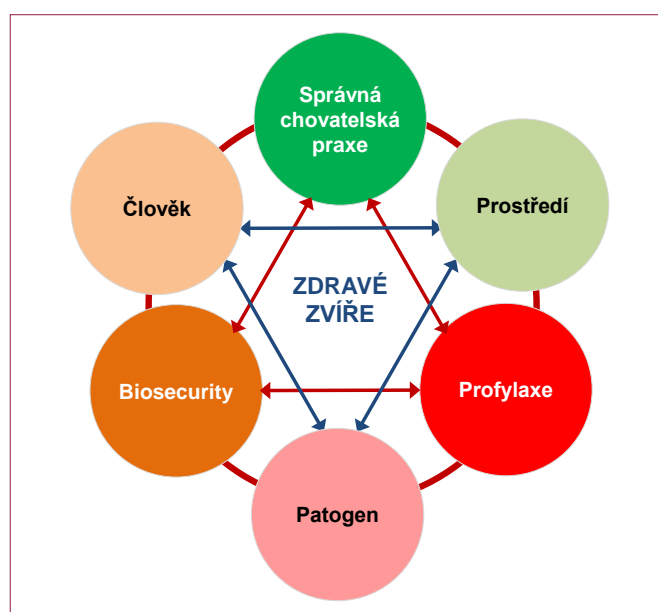 Správná
chovatelská
praxe
Člověk
Prostředí
ZDRAVÉ
ZVÍŘE
Biosecurity
Profylaxe
Patogen